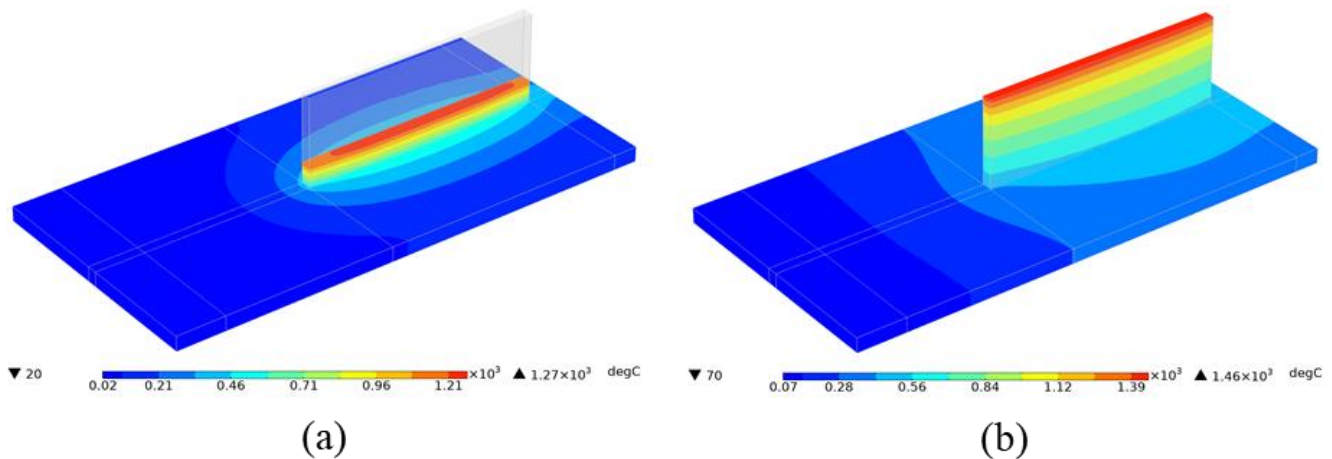 ▼ 20 0.02 0.21 0.46 0.71 0.96 1.21 ×10³ ▲ 1.27×10³ degC
(a)
▼ 70 0.07 0.28 0.56 0.84 1.12 1.39 ×10³ ▲ 1.46×10³ degC
(b)